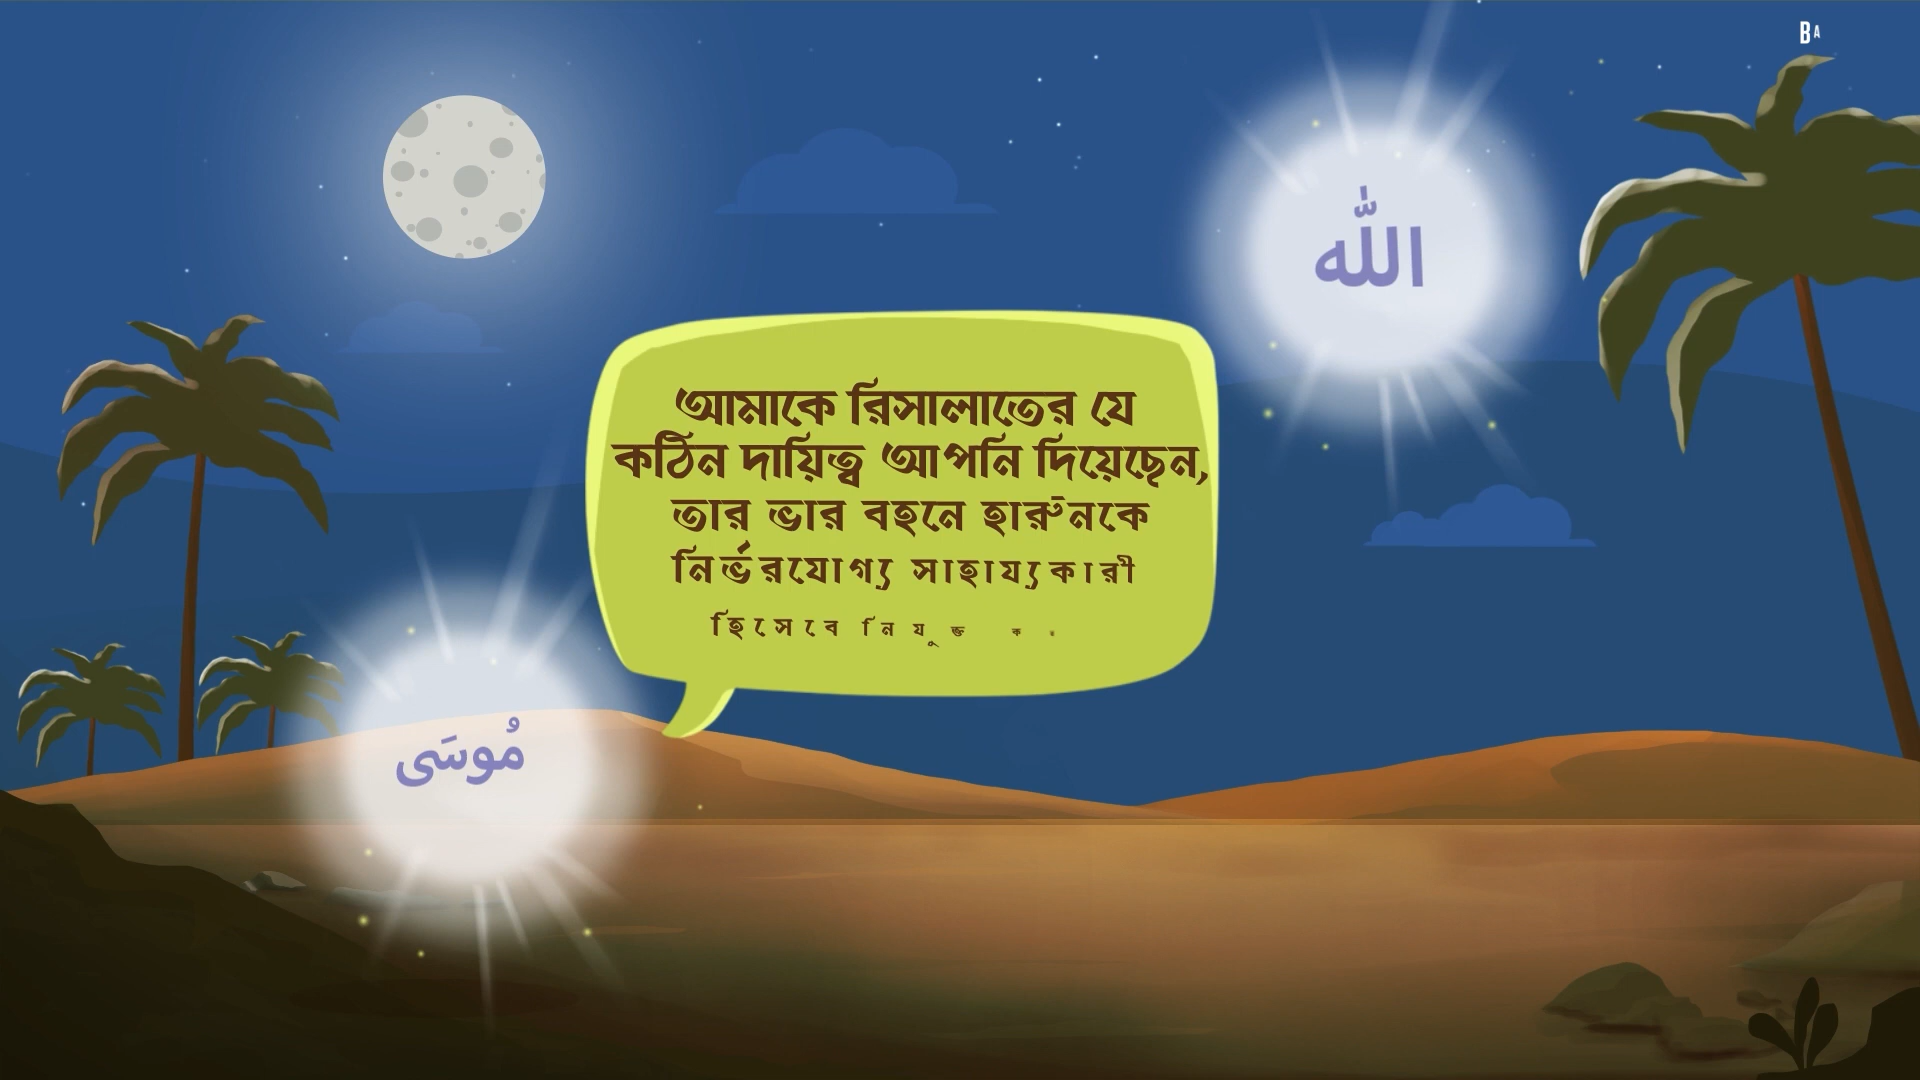 BA
الله
আমাকে রিসালাতের যে
কঠিন দায়িত্ব আপনি দিয়েছেন,
তার ভার বহনে হারুনকে
নির্ভরযোগ্য সাহায্যকারী
হিসেবে নিযুক্ত ক
مُوسَى